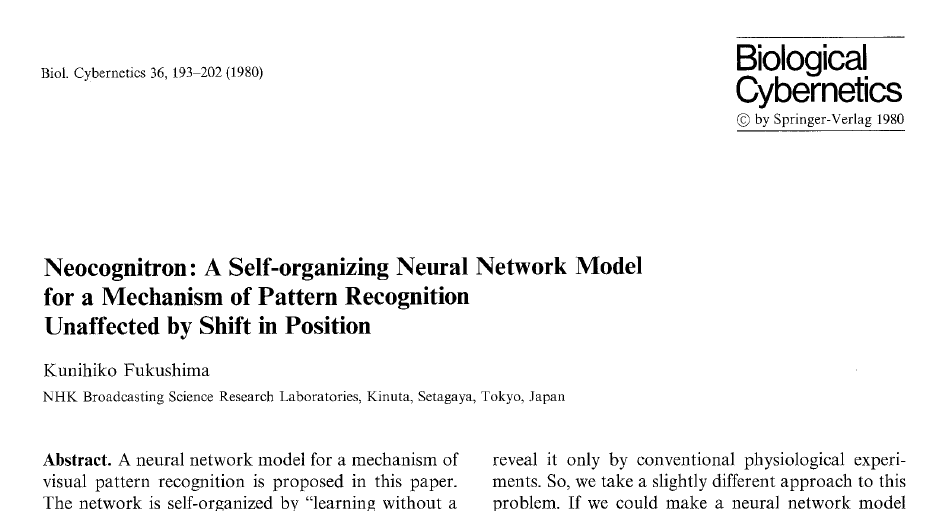 Biol. Cybernetics 36, 193–202 (1980)
Biological
Cybernetics
© by Springer-Verlag 1980
Neocognitron: A Self-organizing Neural Network Model
for a Mechanism of Pattern Recognition
Unaffected by Shift in Position
Kunihiko Fukushima
NHK Broadcasting Science Research Laboratories, Kinuta, Setagaya, Tokyo, Japan
Abstract. A neural network model for a mechanism of
visual pattern recognition is proposed in this paper.
The network is self-organized by “learning without a
reveal it only by conventional physiological experi-
ments. So, we take a slightly different approach to this
problem. If we could make a neural network model